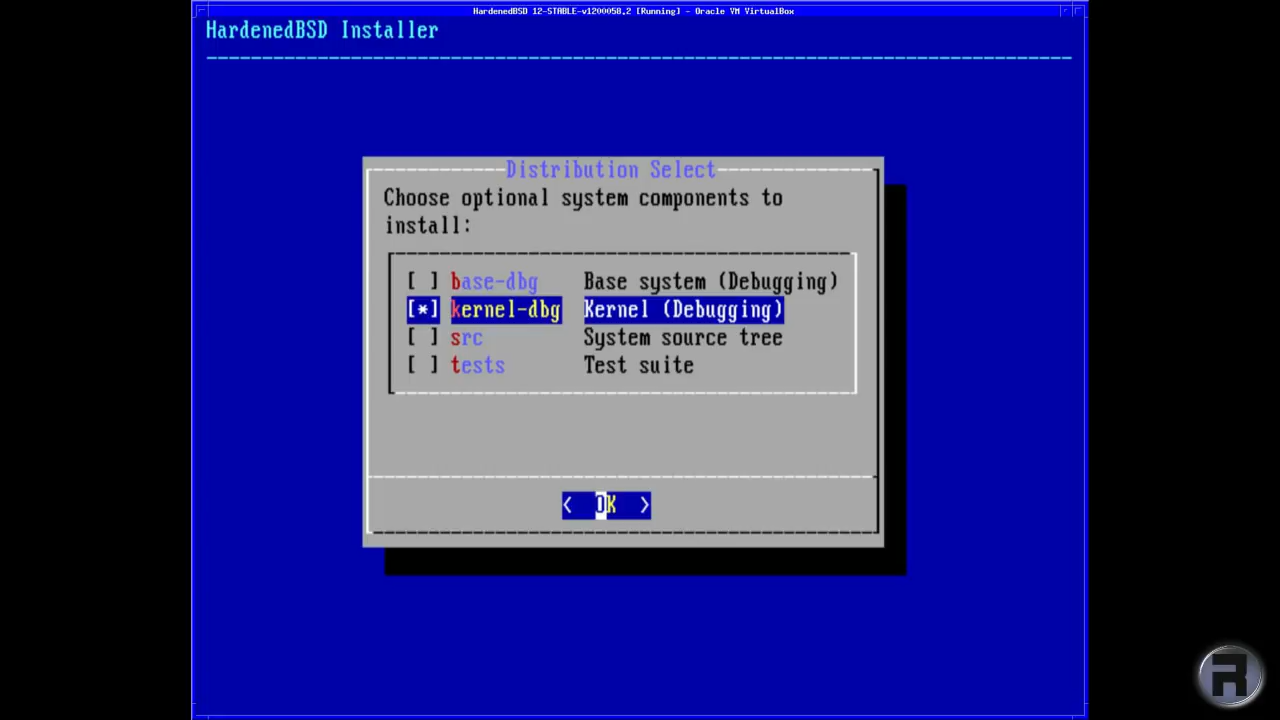 HardenedBSD 12-STABLE-v1200058.2 [Running] - Oracle VM VirtualBox
HardenedBSD Installer
Distribution Select
Choose optional system components to
install:
[ ] base-dbg Base system (Debugging)
[*] kernel-dbg Kernel (Debugging)
[ ] src System source tree
[ ] tests Test suite
< OK >
R